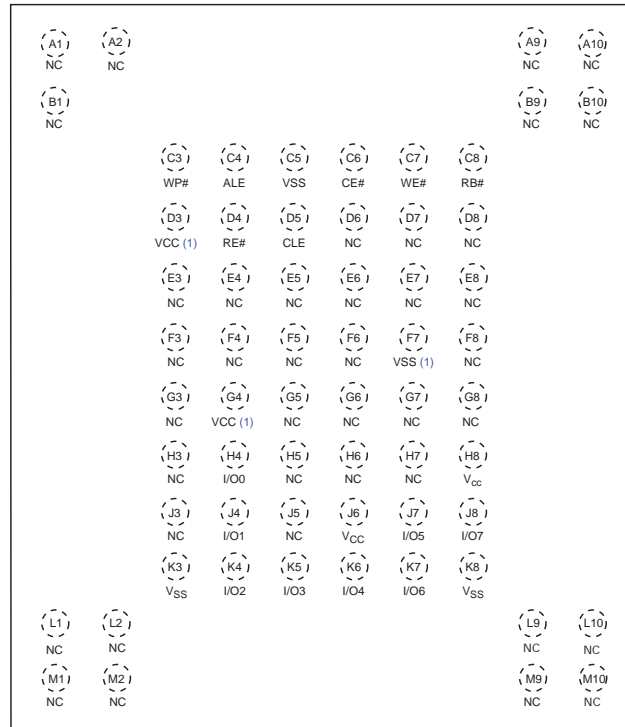 A1 A2 A9 A10
NC NC NC NC
B1 B9 B10
NC NC NC
C3 C4 C5 C6 C7 C8
WP# ALE VSS CE# WE# RB#
D3 D4 D5 D6 D7 D8
VCC (1) RE# CLE NC NC NC
E3 E4 E5 E6 E7 E8
NC NC NC NC NC NC
F3 F4 F5 F6 F7 F8
NC NC NC NC VSS (1) NC
G3 G4 G5 G6 G7 G8
NC VCC (1) NC NC NC NC
H3 H4 H5 H6 H7 H8
NC I/O0 NC NC NC Vcc
J3 J4 J5 J6 J7 J8
NC I/O1 NC VCC I/O5 I/O7
K3 K4 K5 K6 K7 K8
VSS I/O2 I/O3 I/O4 I/O6 VSS
L1 L2 L9 L10
NC NC NC NC
M1 M2 M9 M10
NC NC NC NC